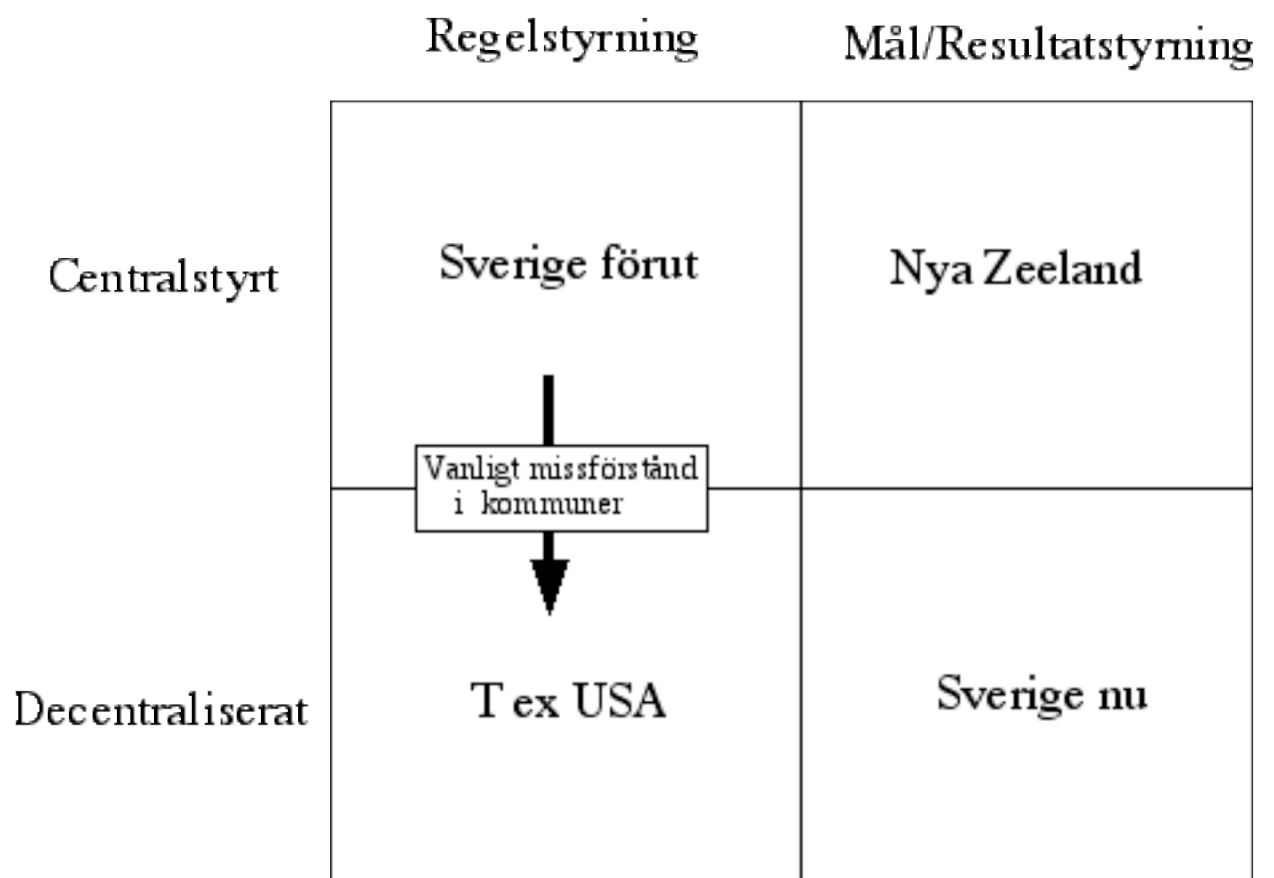 Regelstyrning
Mål/Resultatstyrning
Centralstyrt
Sverige förut
Nya Zeeland
Vanligt missförstånd
i kommuner
Decentraliserat
T ex USA
Sverige nu